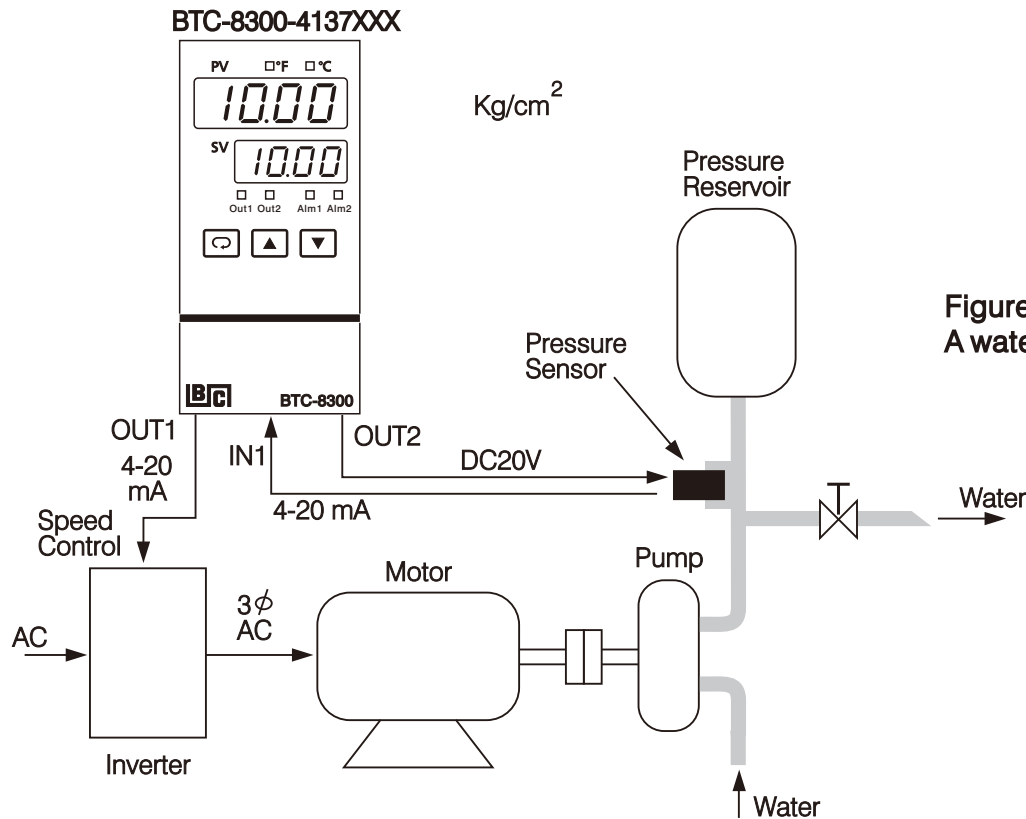 BTC-8300-4137XXX
PV °F °C
10.00
SV 10.00
Out1 Out2 Alm1 Alm2
BC BTC-8300
Kg/cm²
Pressure
Reservoir
Figure
A wate
Pressure
Sensor
OUT1
4-20
mA
IN1
OUT2
DC20V
4-20 mA
Water
Speed
Control
Motor
Pump
3ϕ
AC
AC
Inverter
Water